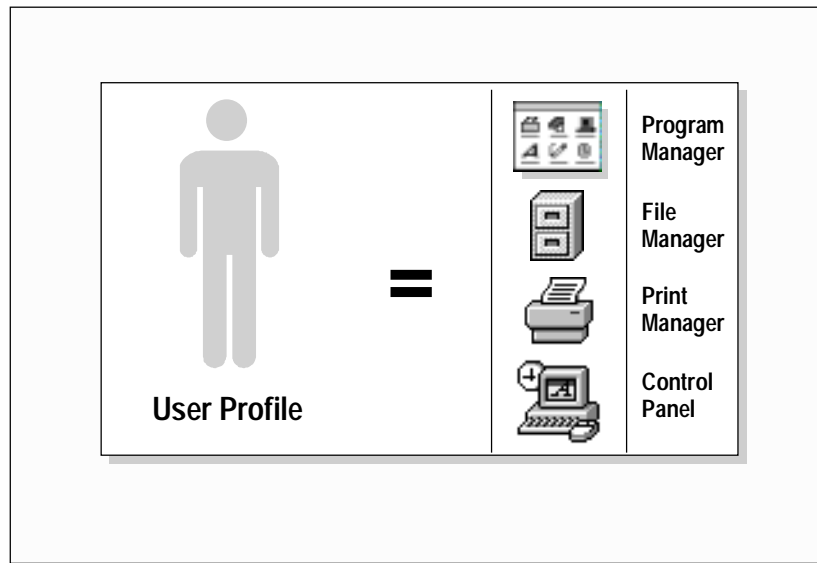 Program
Manager
File
Manager
=
Print
Manager
Control
Panel
User Profile